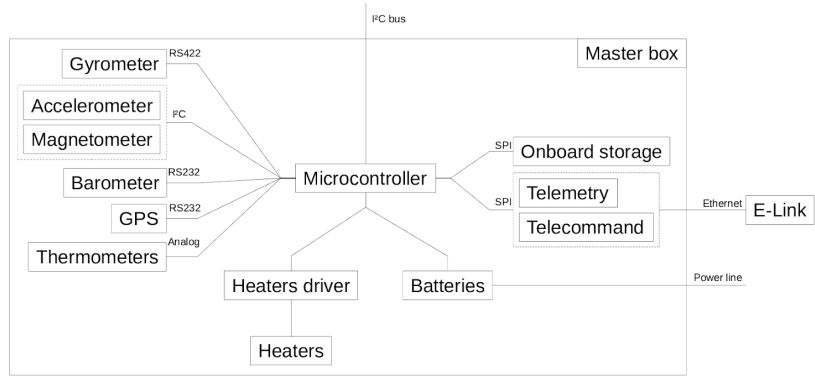 I²C bus
Master box
RS422
Gyrometer
Accelerometer
I²C
Magnetometer
SPI
Onboard storage
RS232
Barometer
Microcontroller
Telemetry
SPI
Ethernet
E-Link
RS232
GPS
Telecommand
Analog
Thermometers
Heaters driver
Batteries
Power line
Heaters